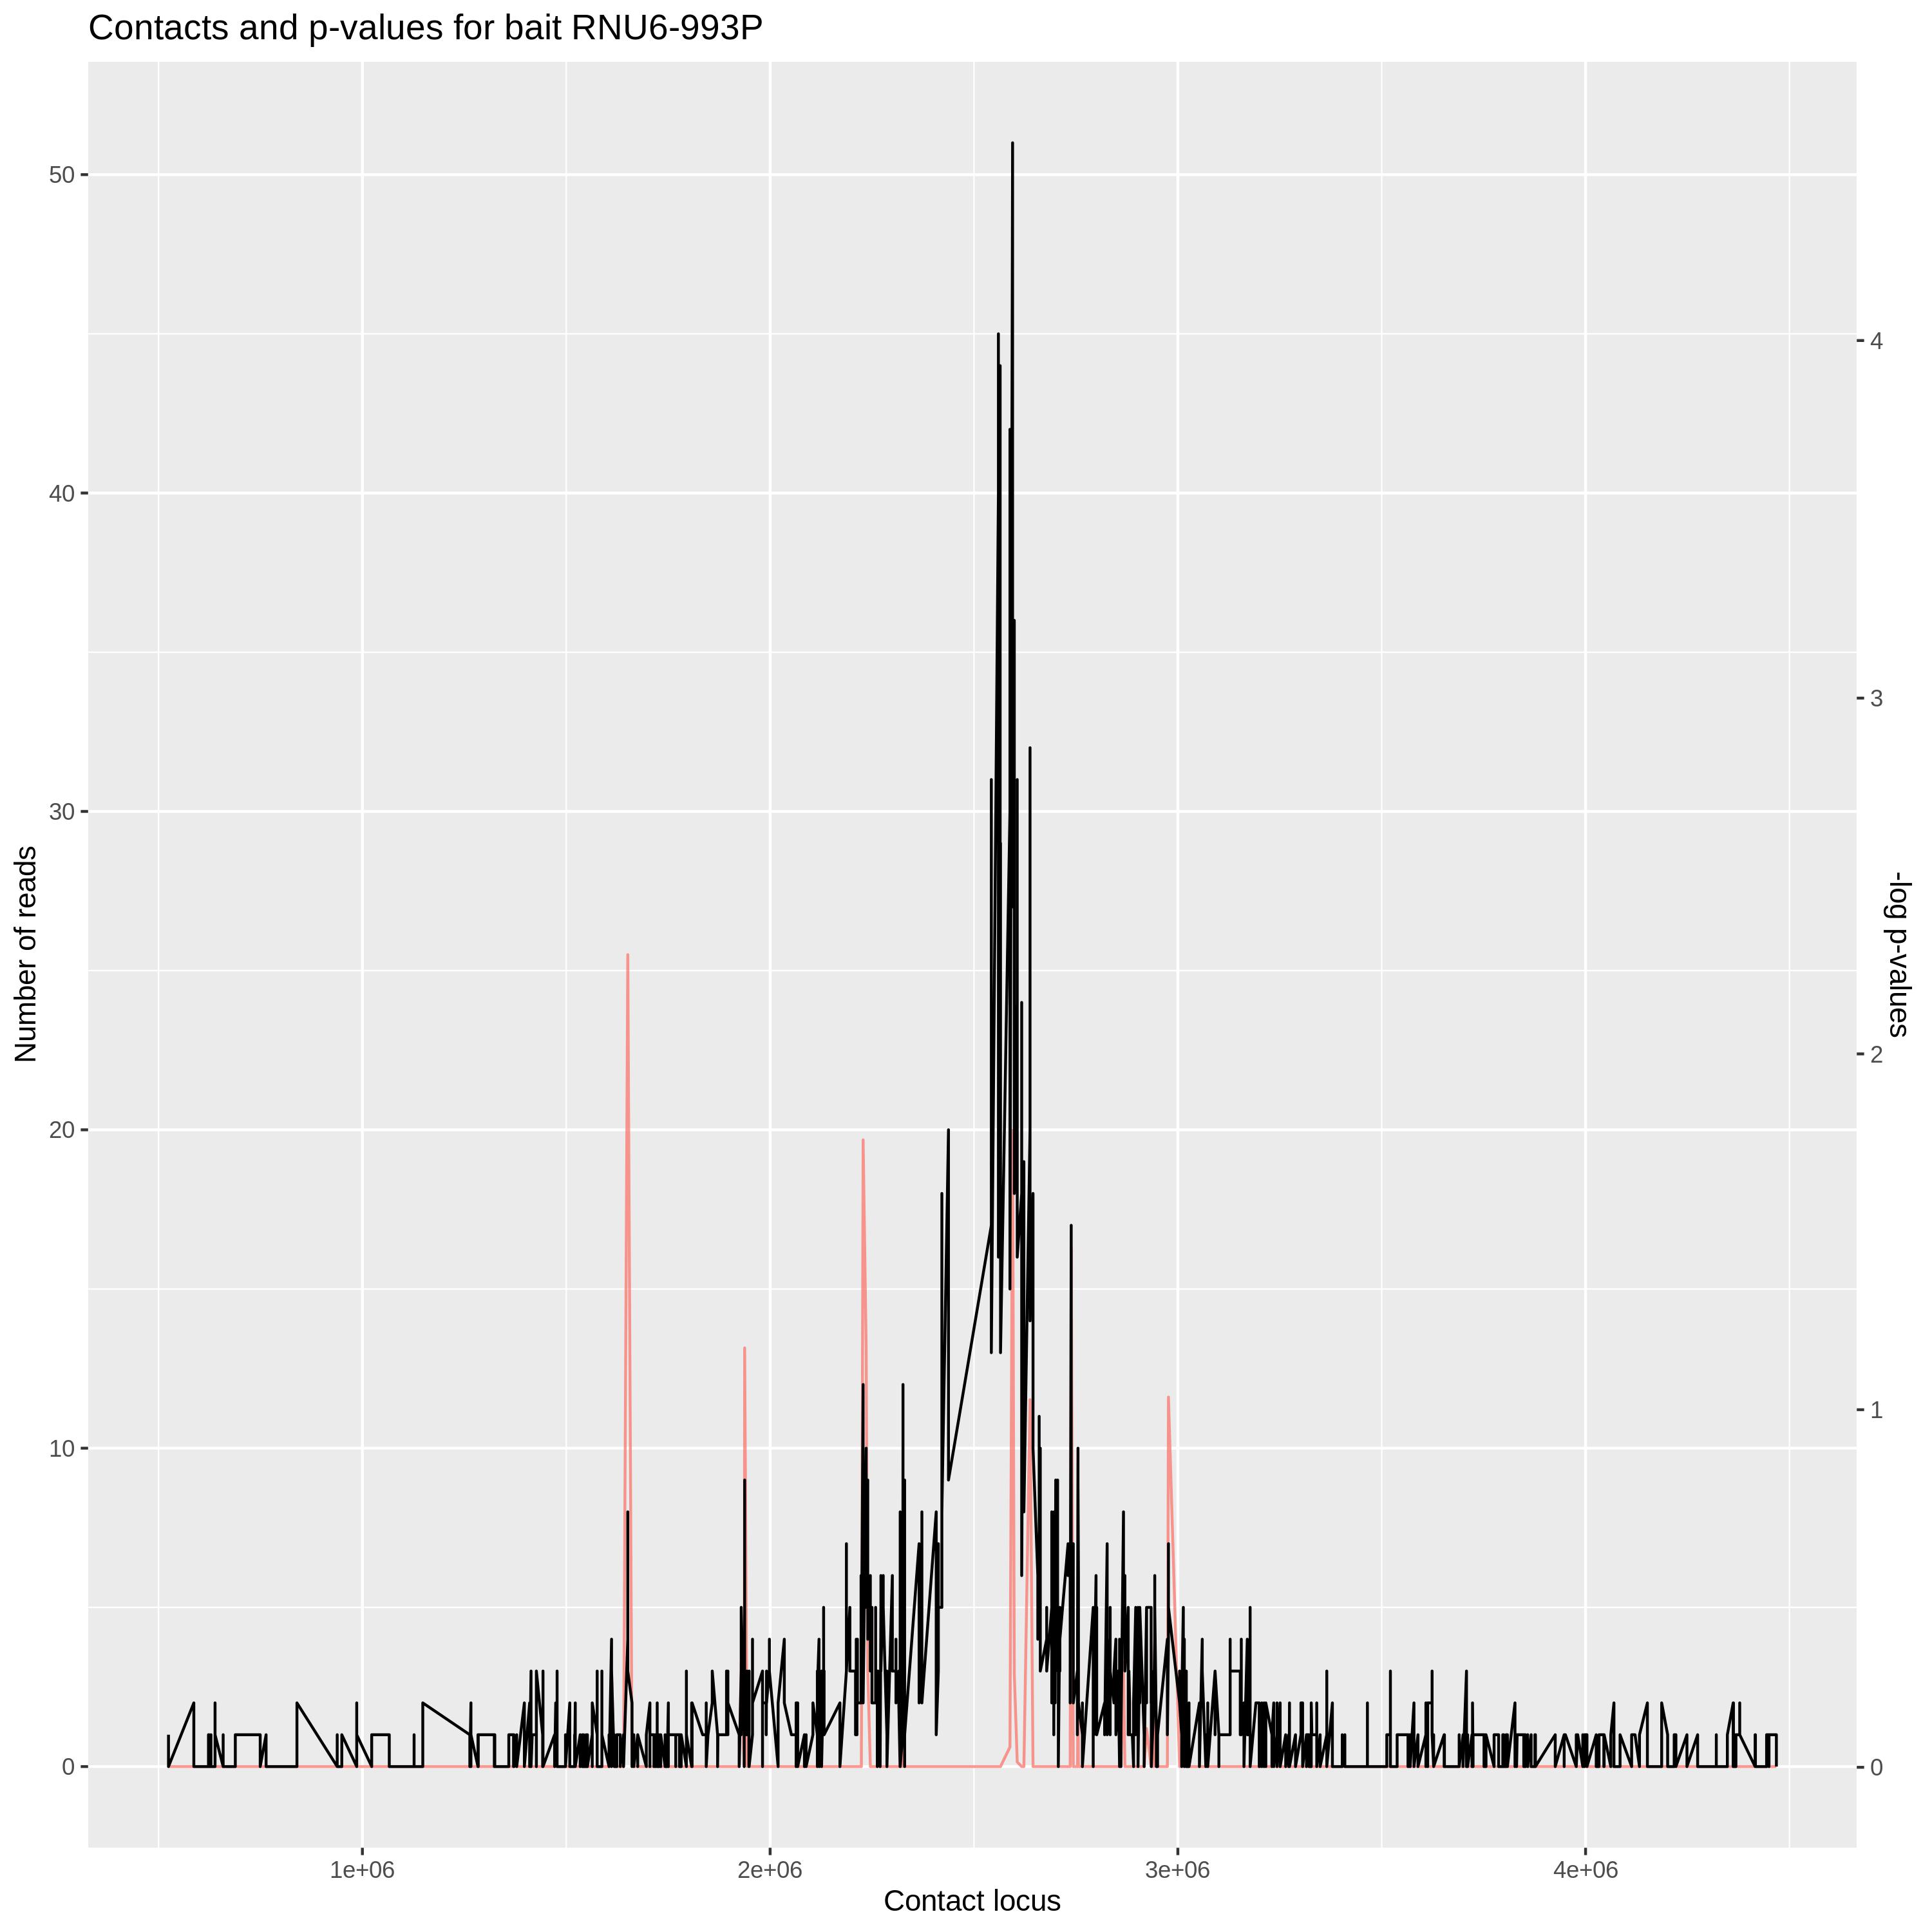 Contacts and p-values for bait RNU6-993P
50
40
30
20
10
0
Number of reads
4
3
2
1
0
-log p-values
1e+06
2e+06
3e+06
4e+06
Contact locus